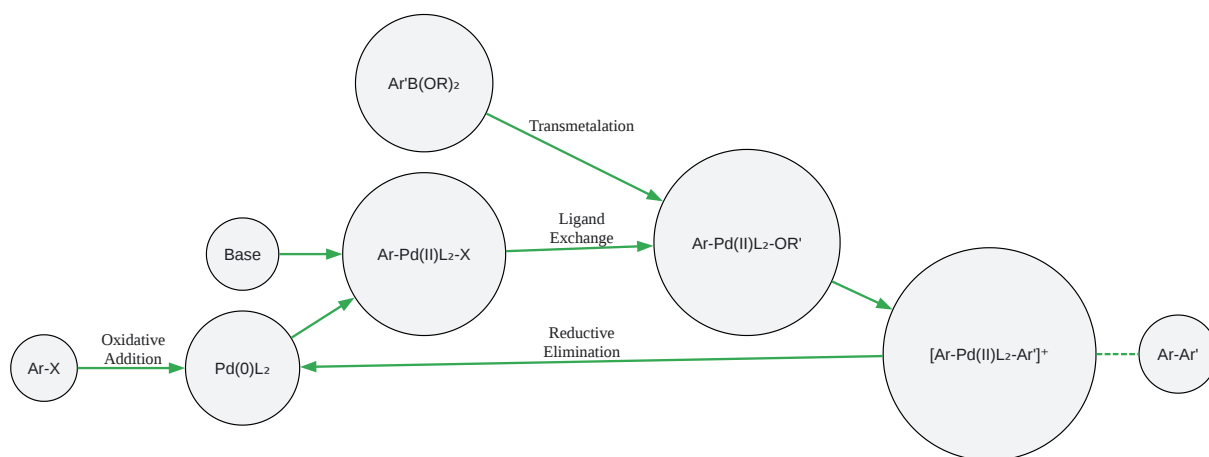 Ar'B(OR)₂
Transmetalation
Ligand
Exchange
Ar-Pd(II)L₂-OR'
Base
Ar-Pd(II)L₂-X
Oxidative
Addition
Reductive
Elimination
Ar-X
Pd(0)L₂
[Ar-Pd(II)L₂-Ar']⁺
Ar-Ar'